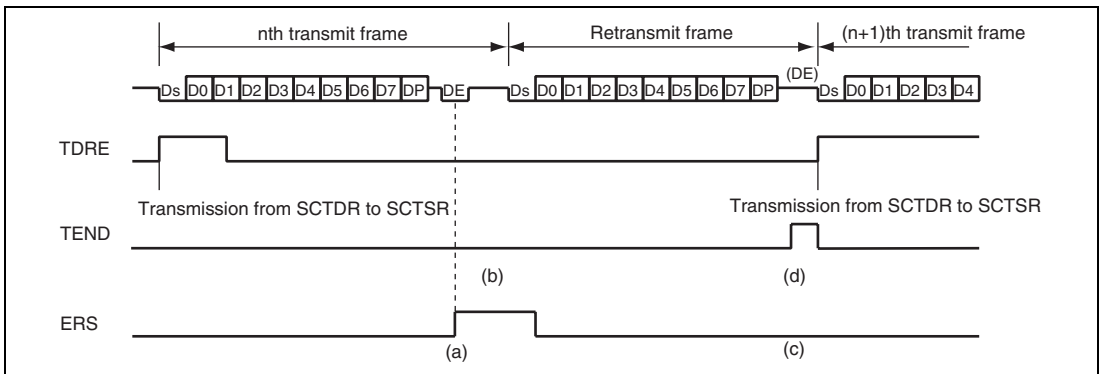 nth transmit frame Retransmit frame (n+1)th transmit frame
(DE)
Ds D0 D1 D2 D3 D4 D5 D6 D7 DP DE Ds D0 D1 D2 D3 D4 D5 D6 D7 DP Ds D0 D1 D2 D3 D4
TDRE
Transmission from SCTDR to SCTSR Transmission from SCTDR to SCTSR
TEND
(b) (d)
ERS
(a) (c)